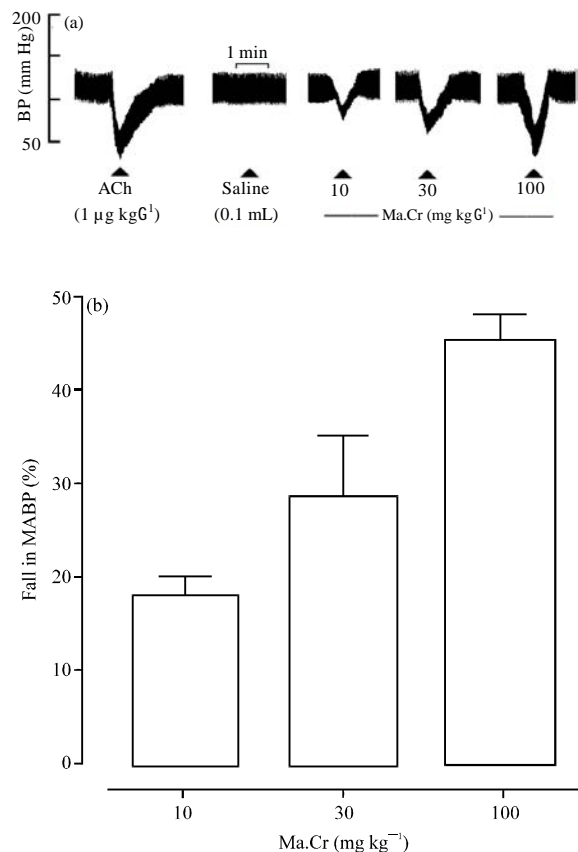 (a)
200
BP (mm Hg)
50
1 min
ACh
(1 µg kgG¹)
Saline
(0.1 mL)
10
30
100
Ma.Cr (mg kgG¹)
(b)
50
40
30
20
10
0
Fall in MABP (%)
10
30
100
Ma.Cr (mg kg⁻¹)